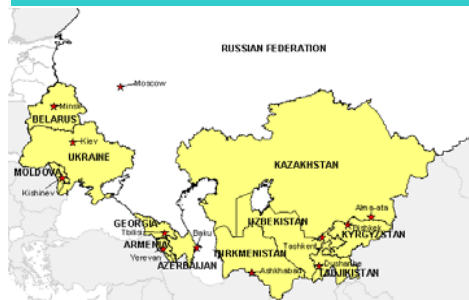 RUSSIAN FEDERATION
Moscow
Minsk
BELARUS
Kiev
UKRAINE
MOLDOVA
Kishinev
KAZAKHSTAN
Alma-ata
GEORGIA
Tbilisi
UZBEKISTAN
Bishkek
KYRGYZSTAN
ARMENIA
Baku
Tashkent
Yerevan
TURKMENISTAN
AZERBAIJAN
Dushanbe
Ashkhabad
TADJIKISTAN